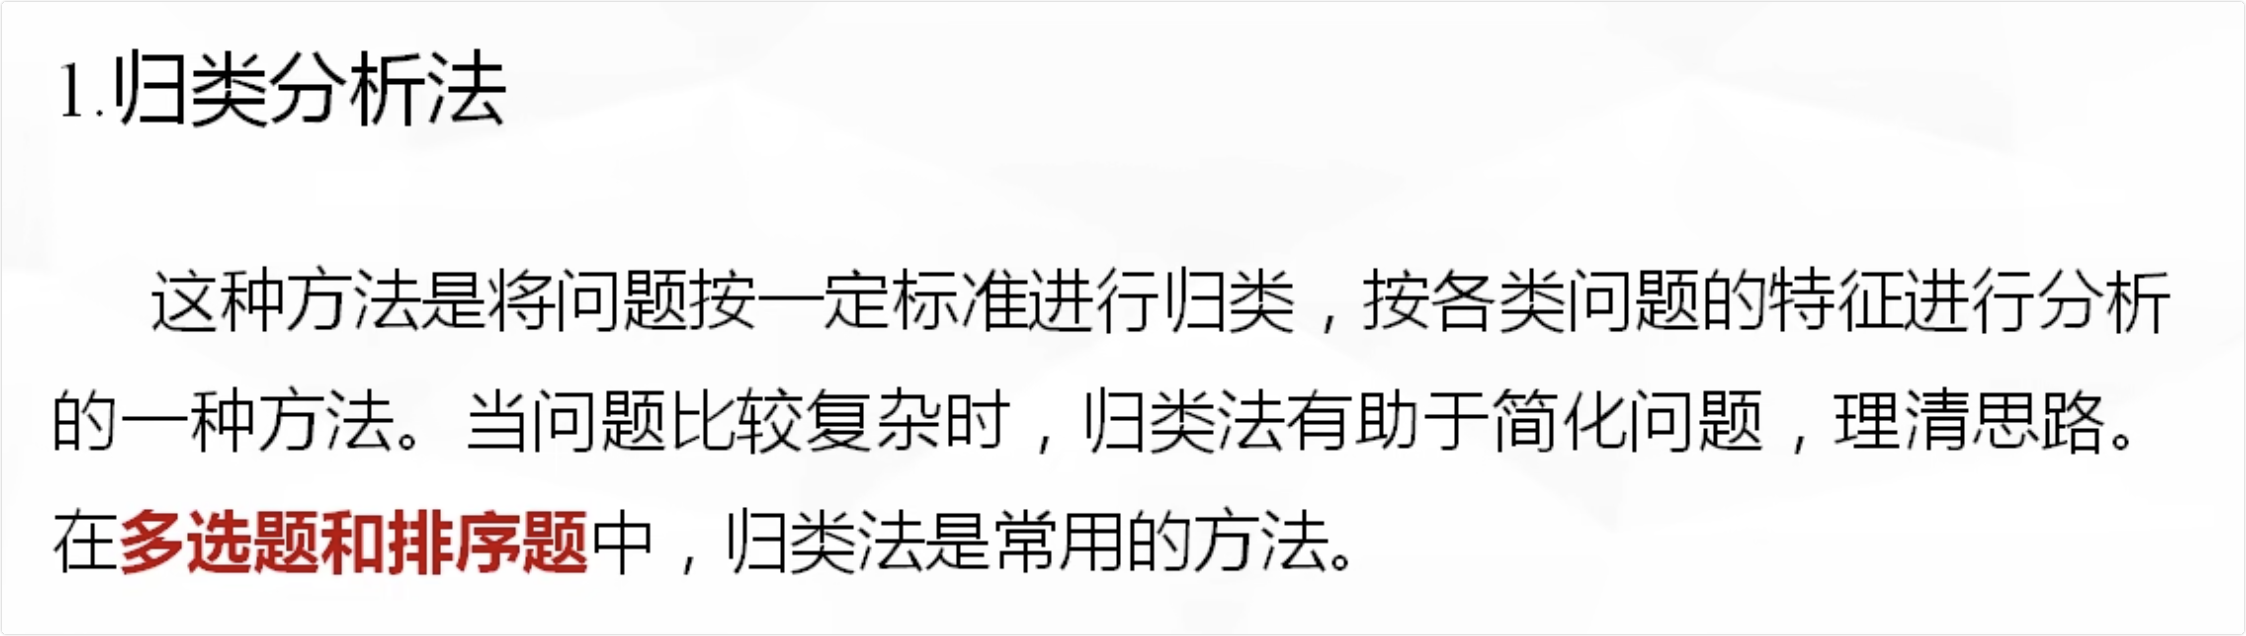 1.归类分析法
这种方法是将问题按一定标准进行归类，按各类问题的特征进行分析
的一种方法。当问题比较复杂时，归类法有助于简化问题，理清思路。
在多选题和排序题中，归类法是常用的方法。